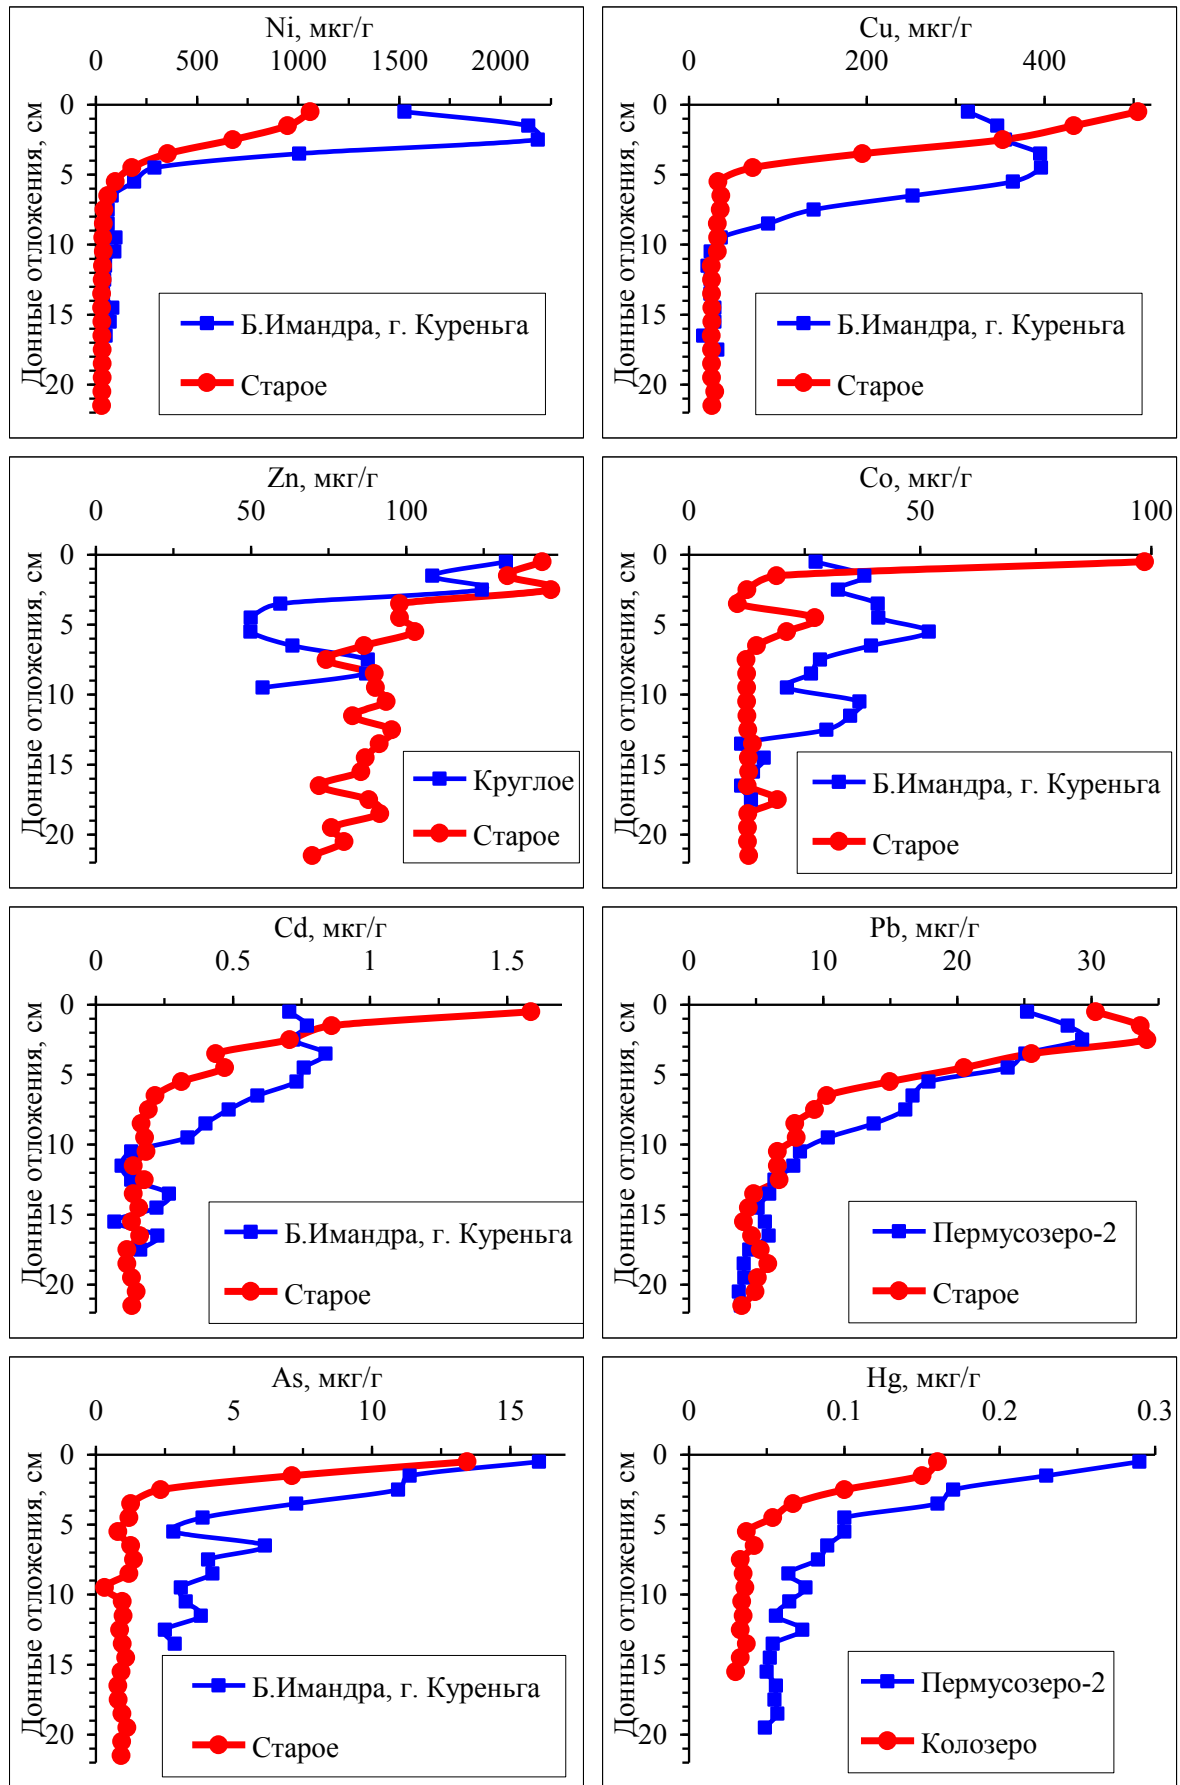 Ni, мкг/г
0 500 1000 1500 2000
0
5
10
15
20
Донные отложения, см
Б.Имандра, г. Куреньга
Старое
Cu, мкг/г
0 200 400
0
5
10
15
20
Донные отложения, см
Б.Имандра, г. Куреньга
Старое
Zn, мкг/г
0 50 100
0
5
10
15
20
Донные отложения, см
Круглое
Старое
Co, мкг/г
0 50 100
0
5
10
15
20
Донные отложения, см
Б.Имандра, г. Куреньга
Старое
Cd, мкг/г
0 0.5 1 1.5
0
5
10
15
20
Донные отложения, см
Б.Имандра, г. Куреньга
Старое
Pb, мкг/г
0 10 20 30
0
5
10
15
20
Донные отложения, см
Пермусозеро-2
Старое
As, мкг/г
0 5 10 15
0
5
10
15
20
Донные отложения, см
Б.Имандра, г. Куреньга
Старое
Hg, мкг/г
0 0.1 0.2 0.3
0
5
10
15
20
Донные отложения, см
Пермусозеро-2
Колозеро